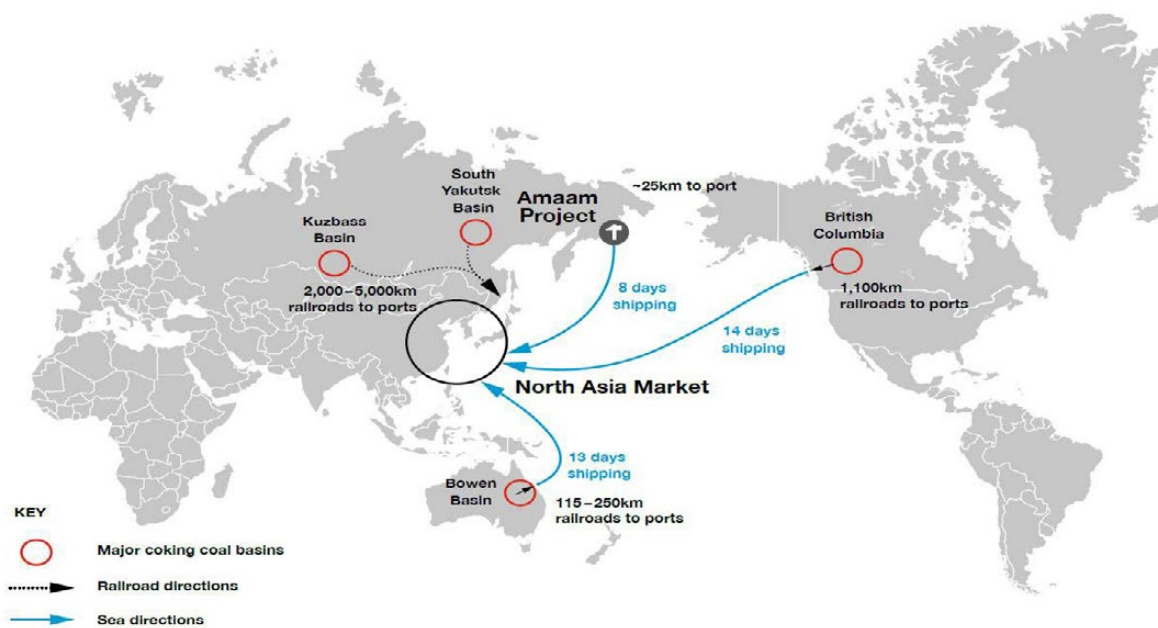 South
Yakutsk
Basin
Amaam
Project
~25km to port
Kuzbass
Basin
British
Columbia
2,000–5,000km
railroads to ports
8 days
shipping
1,100km
railroads to ports
14 days
shipping
North Asia Market
13 days
shipping
Bowen
Basin
115–250km
railroads to ports
KEY
Major coking coal basins
Railroad directions
Sea directions